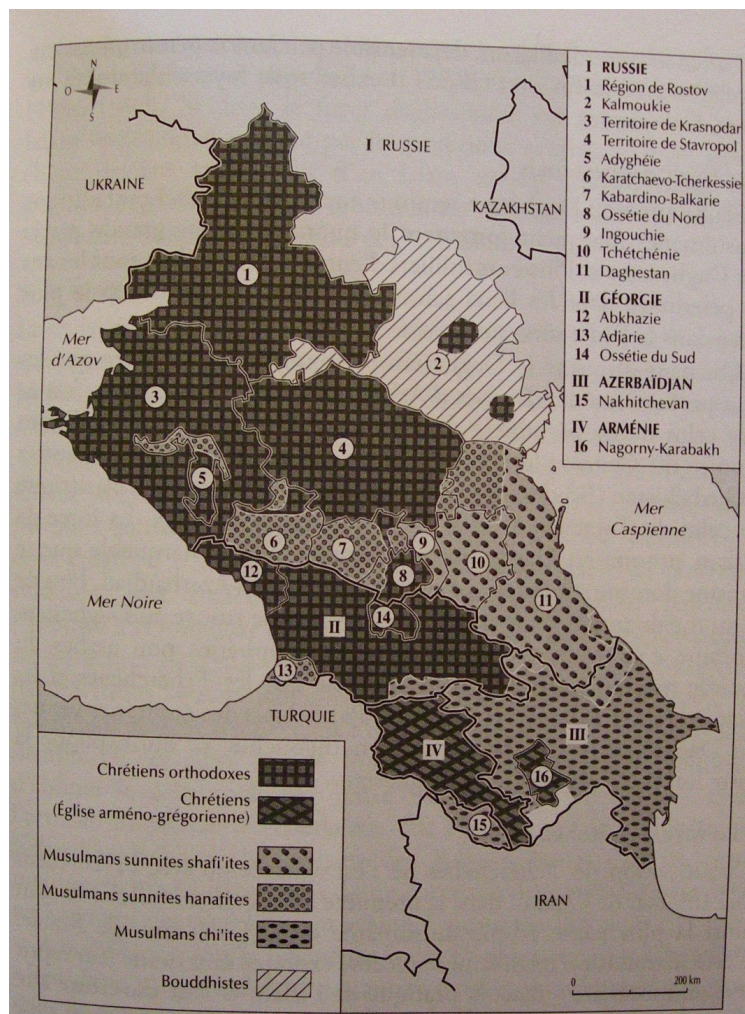 N
O E
S
I RUSSIE
UKRAINE
KAZAKHSTAN
Mer
d'Azov
Mer Noire
Mer
Caspienne
TURQUIE
IRAN
1
2
3
4
5
6
7
8
9
10
11
12
13
14
15
16
II
III
IV
I RUSSIE
1 Région de Rostov
2 Kalmoukie
3 Territoire de Krasnodar
4 Territoire de Stavropol
5 Adyghéïe
6 Karatchaevo-Tcherkessie
7 Kabardino-Balkarie
8 Ossétie du Nord
9 Ingouchie
10 Tchétchénie
11 Daghestan
II GÉORGIE
12 Abkhazie
13 Adjarie
14 Ossétie du Sud
III AZERBAÏDJAN
15 Nakhitchevan
IV ARMÉNIE
16 Nagorny-Karabakh
Chrétiens orthodoxes
Chrétiens
(Église arméno-grégorienne)
Musulmans sunnites shafi'ites
Musulmans sunnites hanafites
Musulmans chi'ites
Bouddhistes
0 200 km